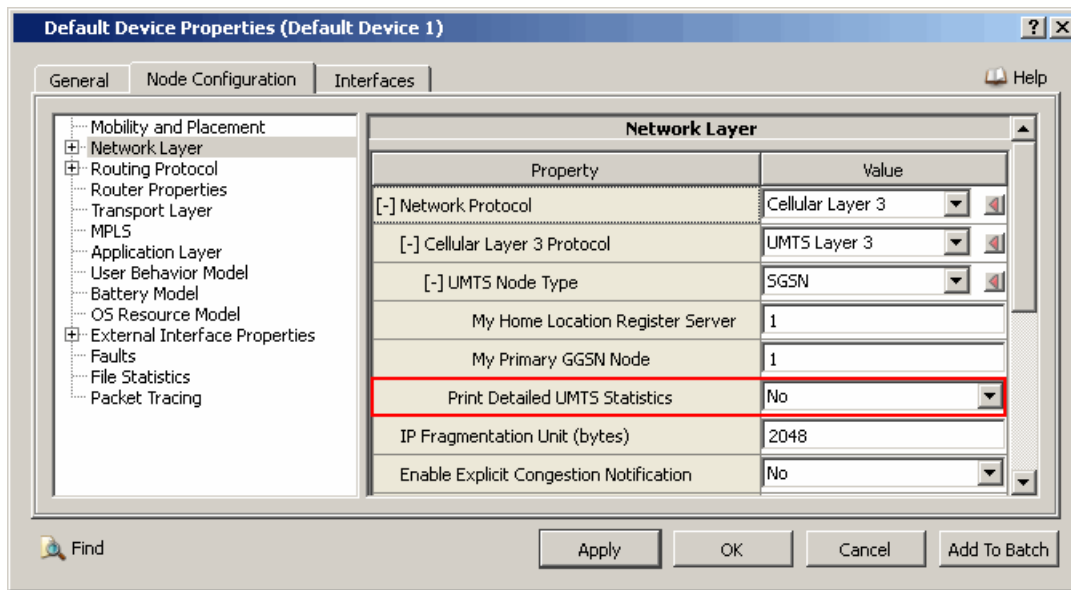 Default Device Properties (Default Device 1)
General Node Configuration Interfaces Help
Mobility and Placement
Network Layer
Routing Protocol
Router Properties
Transport Layer
MPLS
Application Layer
User Behavior Model
Battery Model
OS Resource Model
External Interface Properties
Faults
File Statistics
Packet Tracing
Network Layer
Property Value
[-] Network Protocol Cellular Layer 3
[-] Cellular Layer 3 Protocol UMTS Layer 3
[-] UMTS Node Type SGSN
My Home Location Register Server 1
My Primary GGSN Node 1
Print Detailed UMTS Statistics No
IP Fragmentation Unit (bytes) 2048
Enable Explicit Congestion Notification No
Find Apply OK Cancel Add To Batch